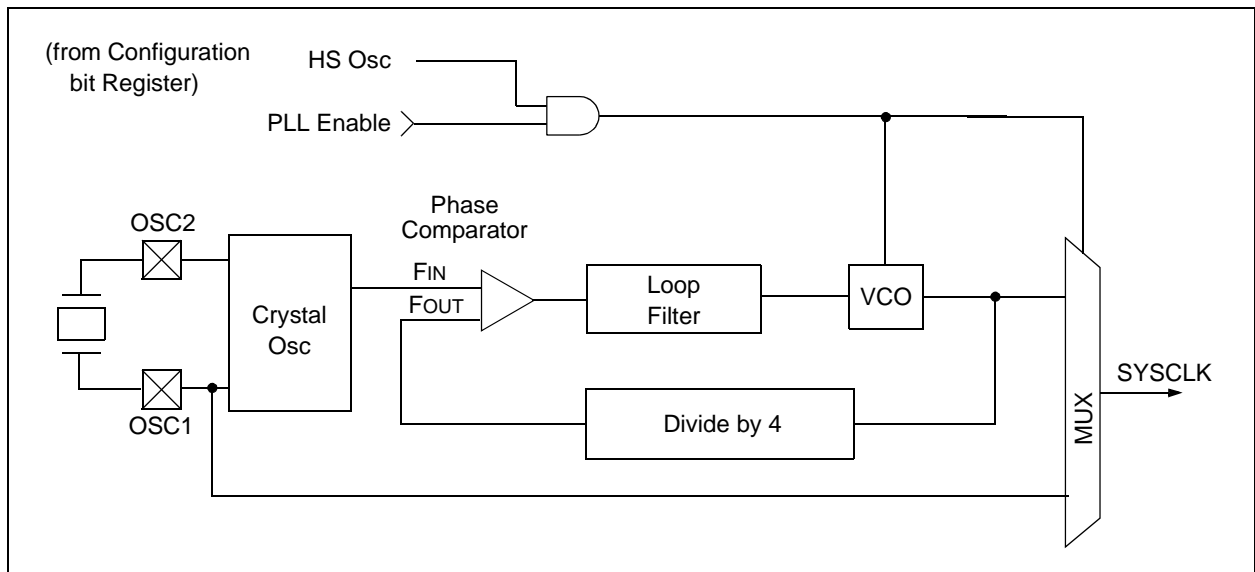 (from Configuration
bit Register)
HS Osc
PLL Enable
OSC2
Phase
Comparator
FIN
FOUT
Crystal
Osc
Loop
Filter
VCO
OSC1
Divide by 4
MUX
SYSCLK